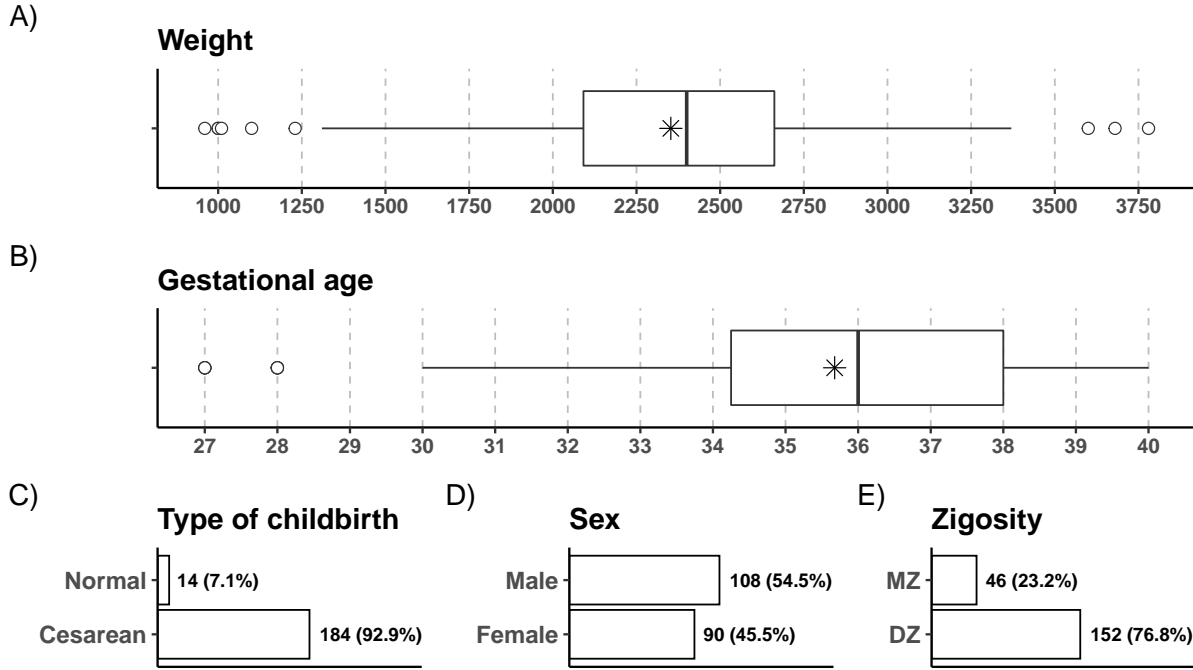 A)
Weight
1000 1250 1500 1750 2000 2250 2500 2750 3000 3250 3500 3750
B)
Gestational age
27 28 29 30 31 32 33 34 35 36 37 38 39 40
C)
Type of childbirth
Normal 14 (7.1%)
Cesarean 184 (92.9%)
D)
Sex
Male 108 (54.5%)
Female 90 (45.5%)
E)
Zigosity
MZ 46 (23.2%)
DZ 152 (76.8%)